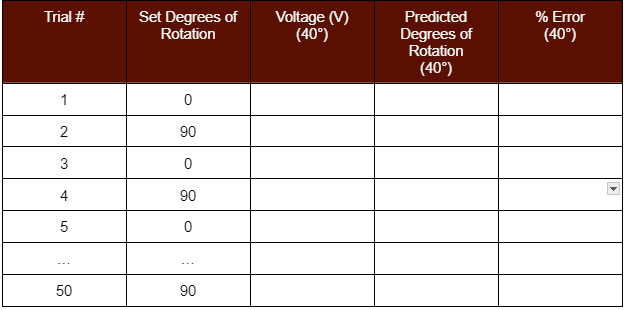 Trial #
Set Degrees of
Rotation
Voltage (V)
(40°)
Predicted
Degrees of
Rotation
(40°)
% Error
(40°)
1 0
2 90
3 0
4 90
5 0
... ...
50 90